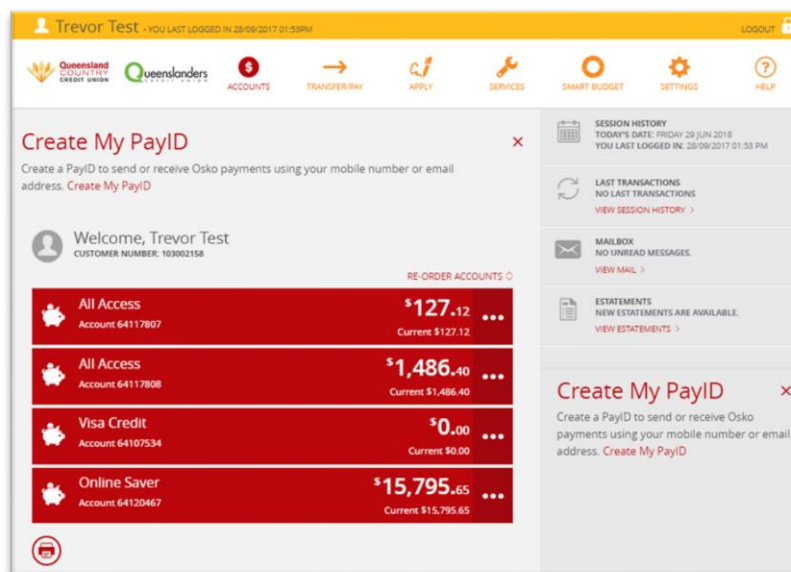 Trevor Test - YOU LAST LOGGED IN 28/09/2017 01:53PM
LOGOUT
Queensland
COUNTRY
CREDIT UNION
Queenslanders
CREDIT UNION
ACCOUNTS
TRANSFER/PAY
APPLY
SERVICES
SMART BUDGET
SETTINGS
HELP
Create My PayID
Create a PayID to send or receive Osko payments using your mobile number or email
address. Create My PayID
Welcome, Trevor Test
CUSTOMER NUMBER: 103002158
RE-ORDER ACCOUNTS
All Access
$127.12
Account 64117807
Current $127.12
All Access
$1,486.40
Account 64117808
Current $1,486.40
Visa Credit
$0.00
Account 64107534
Current $0.00
Online Saver
$15,795.65
Account 64120467
Current $15,795.65
SESSION HISTORY
TODAY'S DATE: FRIDAY 29 JUN 2018
YOU LAST LOGGED IN: 28/09/2017 01:53 PM
LAST TRANSACTIONS
NO LAST TRANSACTIONS
VIEW SESSION HISTORY >
MAILBOX
NO UNREAD MESSAGES.
VIEW MAIL >
ESTATEMENTS
NEW ESTATEMENTS ARE AVAILABLE.
VIEW ESTATEMENTS >
Create My PayID
Create a PayID to send or receive Osko
payments using your mobile number or email
address. Create My PayID